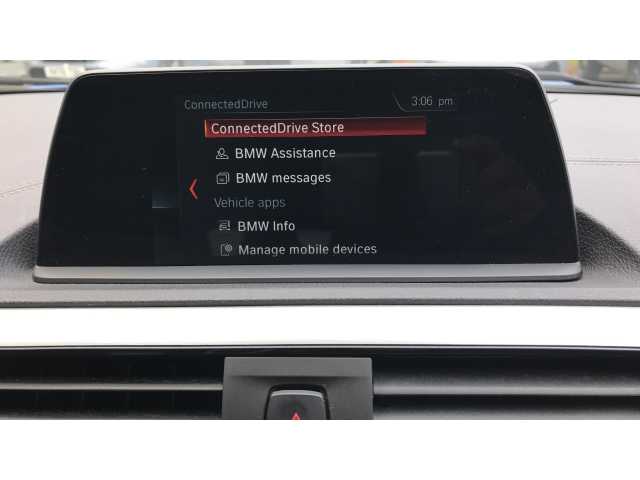 ConnectedDrive
3:06 pm
ConnectedDrive Store
BMW Assistance
BMW messages
Vehicle apps
BMW Info
Manage mobile devices